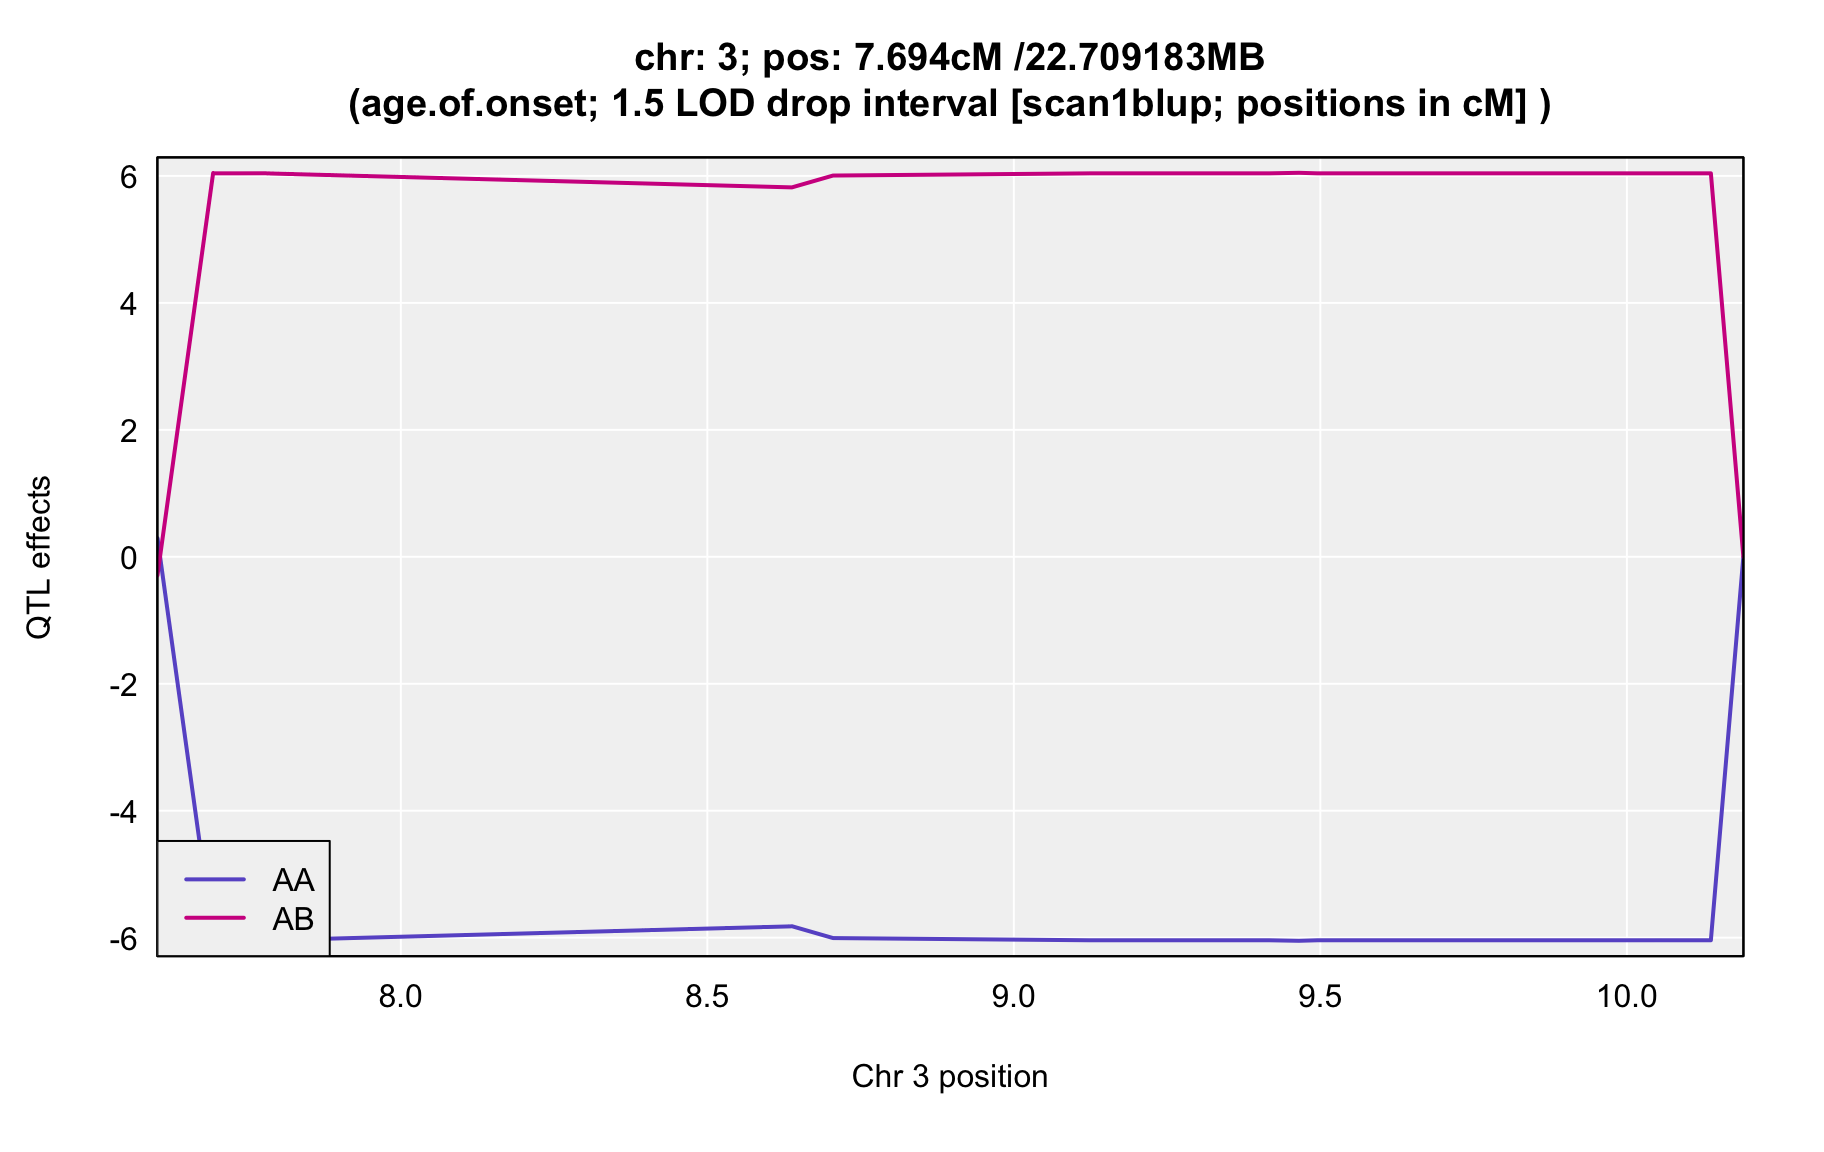 chr: 3; pos: 7.694cM /22.709183MB
(age.of.onset; 1.5 LOD drop interval [scan1blup; positions in cM] )
6
4
2
0
-2
-4
-6
QTL effects
AA
AB
8.0 8.5 9.0 9.5 10.0
Chr 3 position